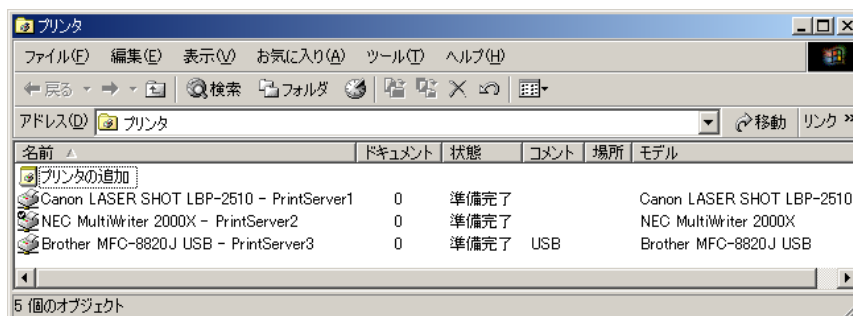 プリンタ
ファイル(F) 編集(E) 表示(V) お気に入り(A) ツール(T) ヘルプ(H)
戻る 検索 フォルダ
アドレス(D) プリンタ 移動 リンク »
名前 ドキュメント 状態 コメント 場所 モデル
プリンタの追加
Canon LASER SHOT LBP-2510 - PrintServer1 0 準備完了 Canon LASER SHOT LBP-2510
NEC MultiWriter 2000X - PrintServer2 0 準備完了 NEC MultiWriter 2000X
Brother MFC-8820J USB - PrintServer3 0 準備完了 USB Brother MFC-8820J USB
5 個のオブジェクト